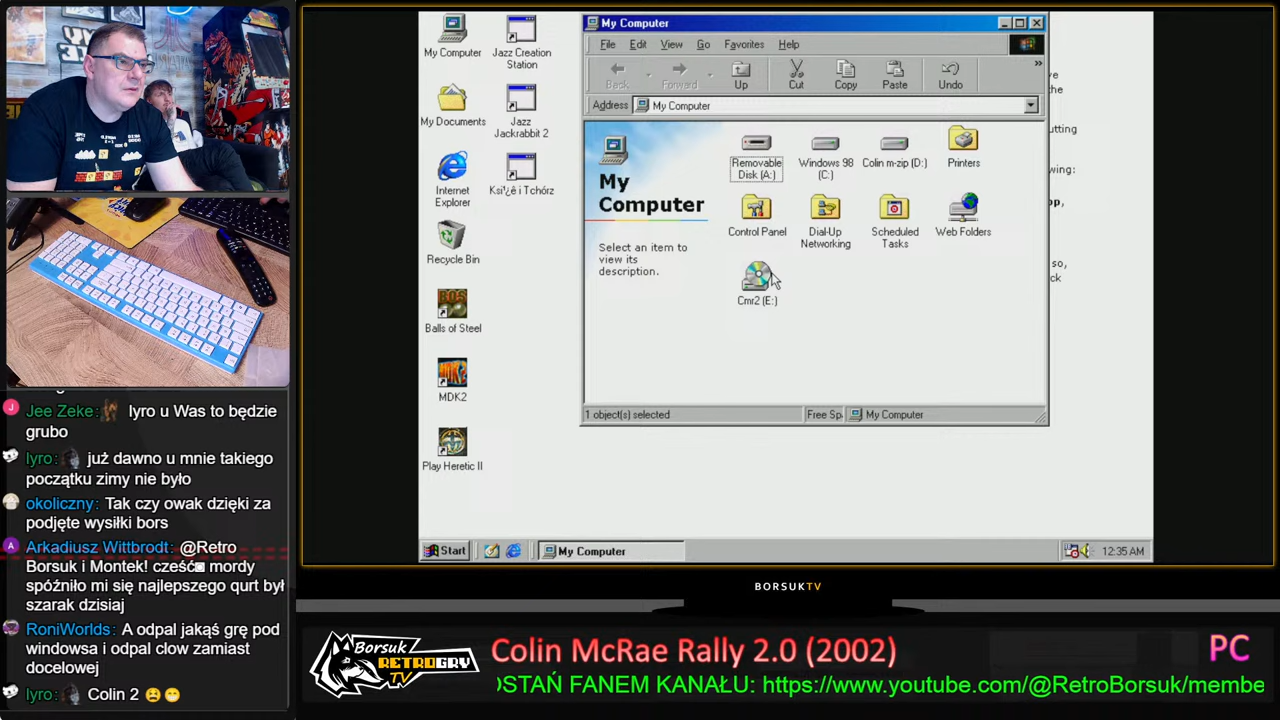 My Computer
Jazz Creation
Station
My Documents
Jazz
Jackrabbit 2
Internet
Explorer
Ksi¹¿ê i Tchórz
Recycle Bin
Balls of Steel
MDK2
Play Heretic II
My Computer
File Edit View Go Favorites Help
Back Forward Up Cut Copy Paste Undo
Address My Computer
My
Computer
Select an item to
view its
description.
Removable
Disk (A:)
Windows 98
(C:)
Colin m-zip (D:)
Printers
Control Panel
Dial-Up
Networking
Scheduled
Tasks
Web Folders
Cmr2 (E:)
1 object(s) selected
Free Sp.
My Computer
Start
My Computer
12:35 AM
Jee Zeke: lyro u Was to będzie
grubo
lyro: już dawno u mnie takiego
początku zimy nie było
okoliczny: Tak czy owak dzięki za
podjęte wysiłki bors
Arkadiusz Wittbrodt: @Retro
Borsuk i Montek! cześć◙ mordy
spóźniło mi się najlepszego qurt był
szarak dzisiaj
RoniWorlds: A odpal jakąś grę pod
windowsa i odpal clow zamiast
docelowej
lyro: Colin 2
BORSUKTV
Borsuk
RETROGRY
TV
Colin McRae Rally 2.0 (2002)
PC
OSTAŃ FANEM KANAŁU: https://www.youtube.com/@RetroBorsuk/membe